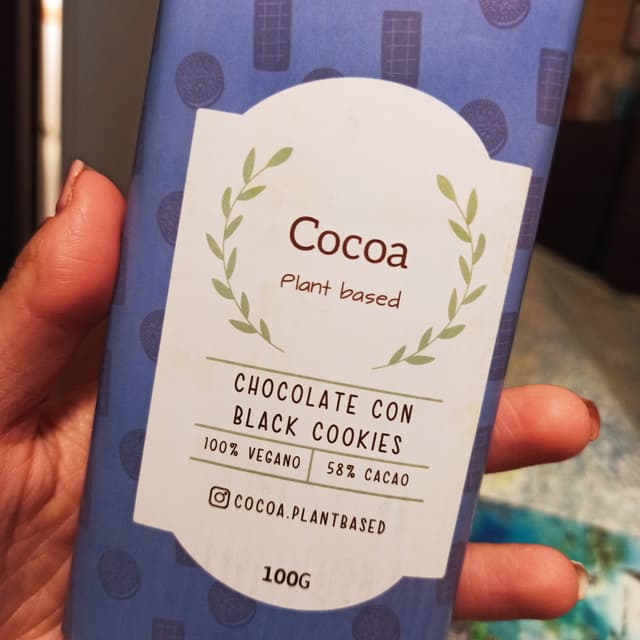 Cocoa
Plant based
CHOCOLATE CON
BLACK COOKIES
100% VEGANO
58% CACAO
COCOA.PLANTBASED
100G